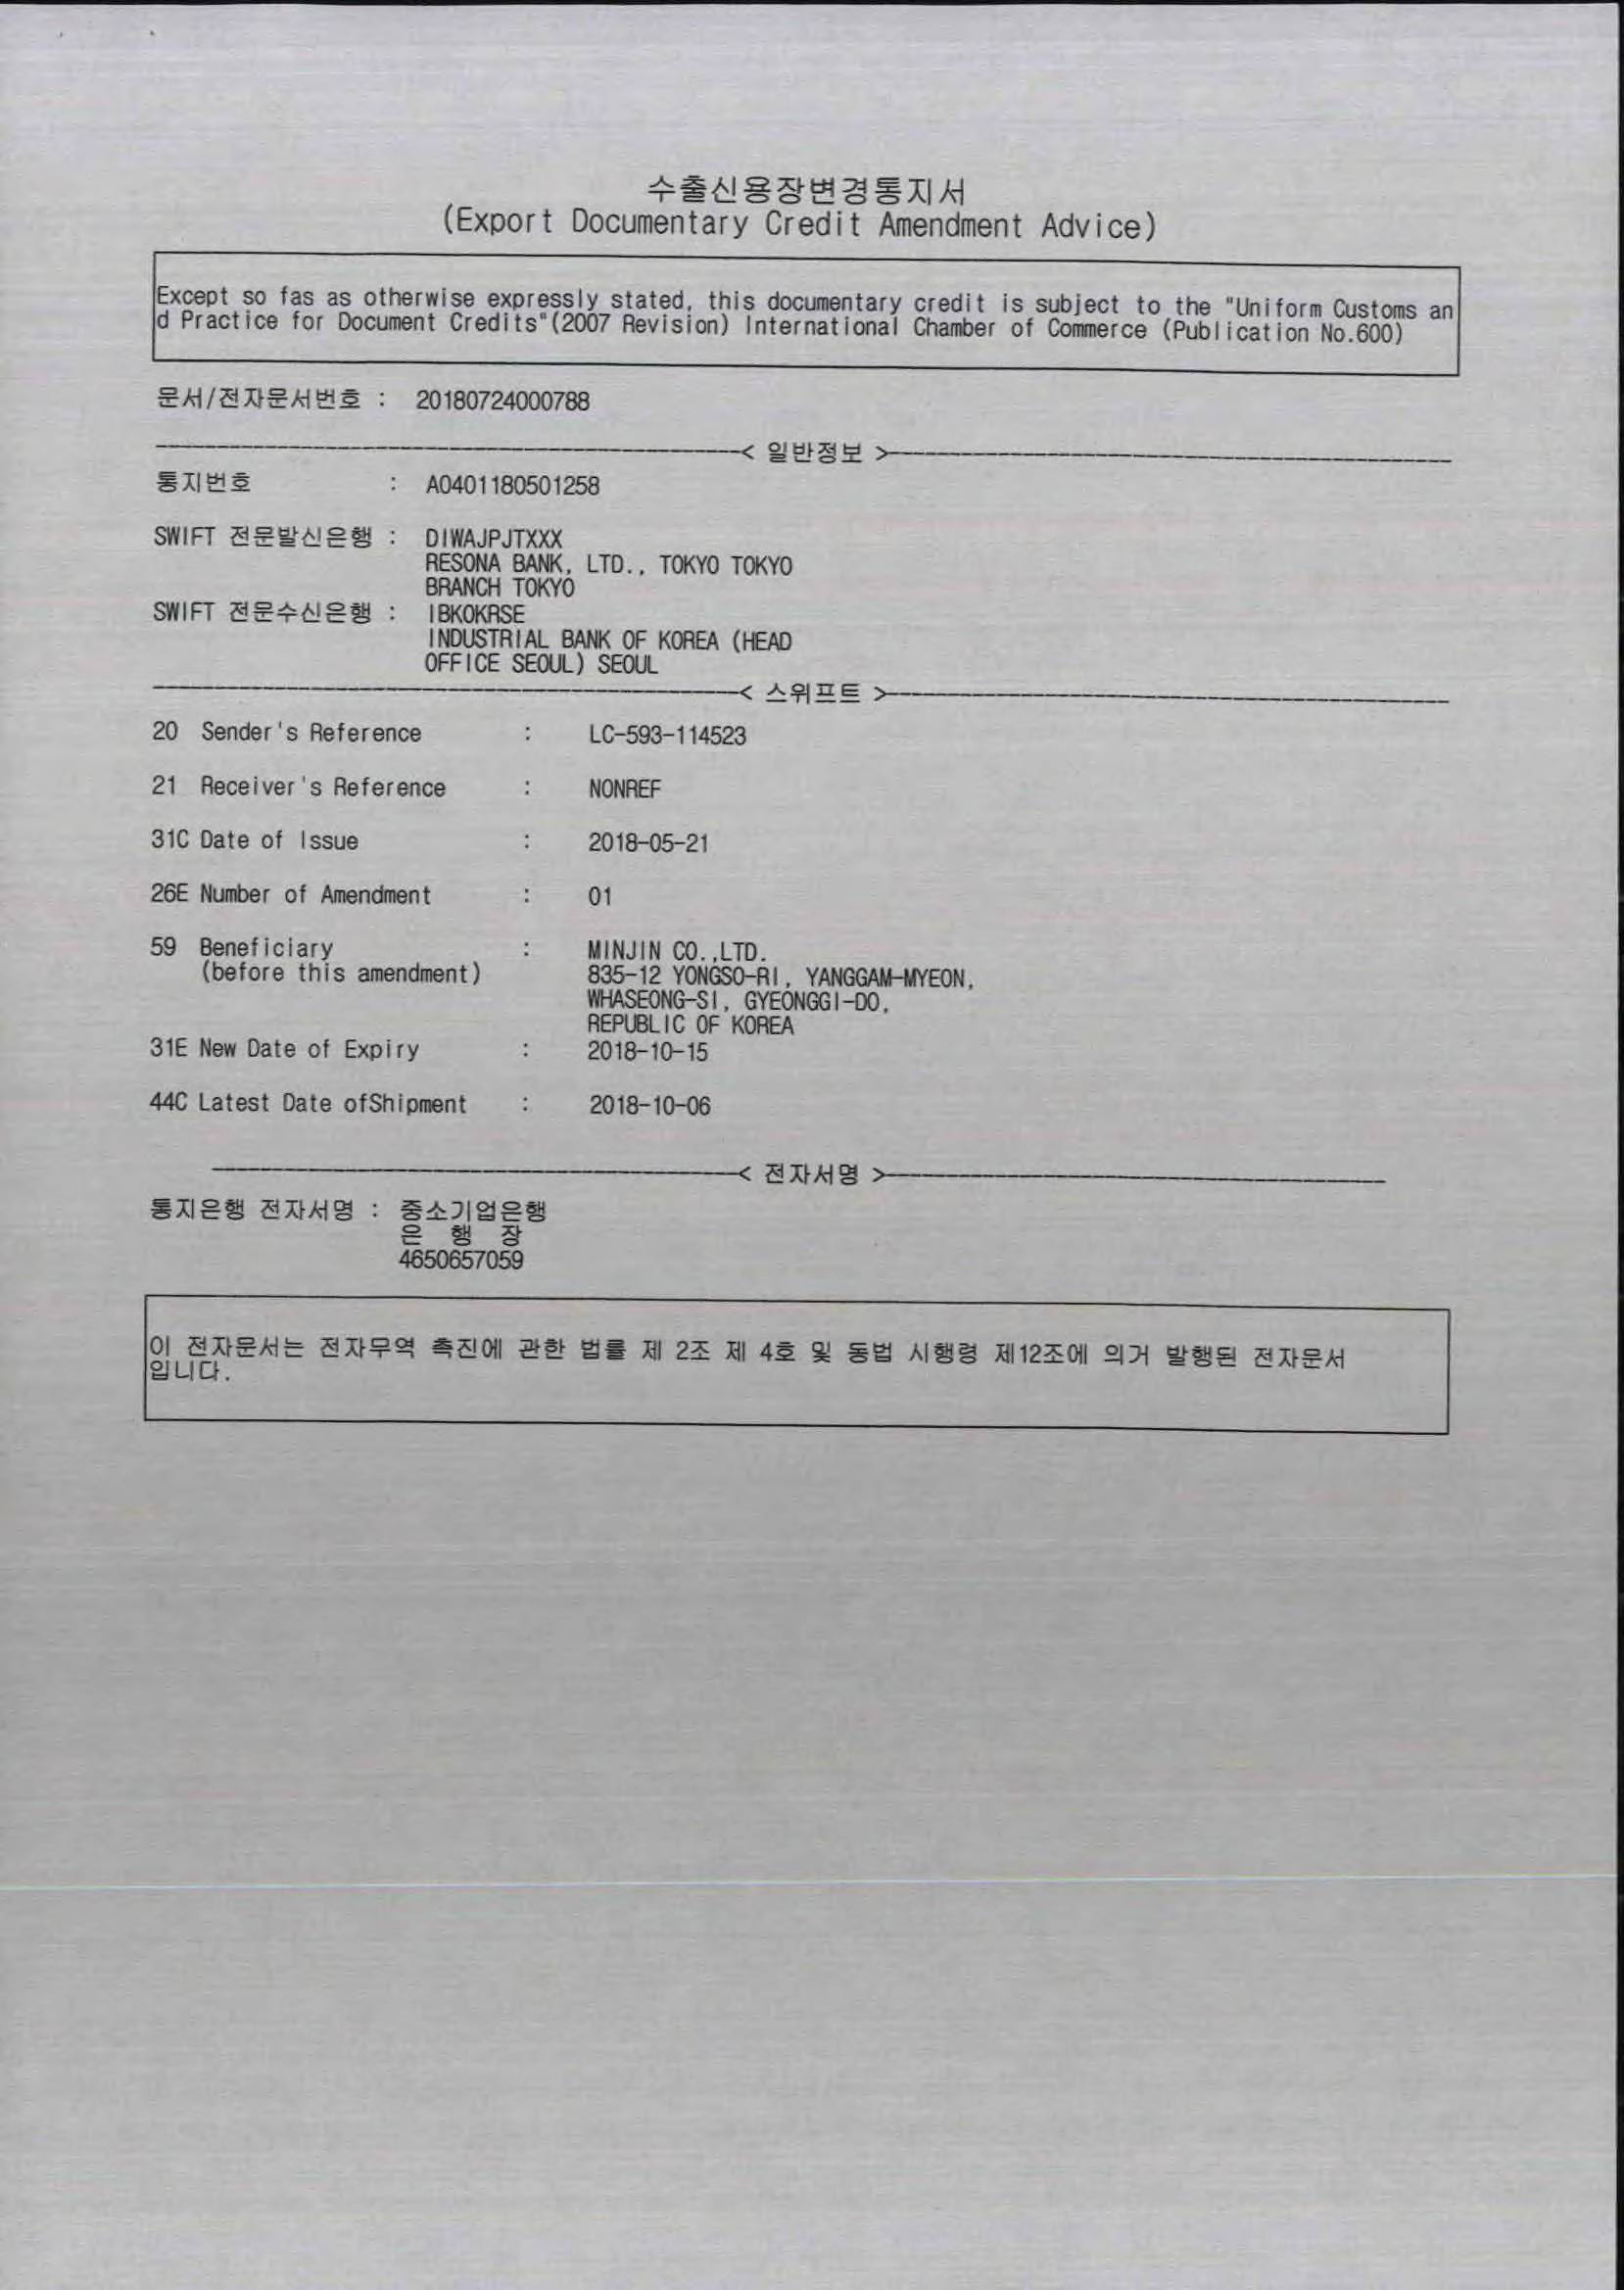 수출신용장변경통지서
(Export Documentary Credit Amendment Advice)
Except so fas as otherwise expressly stated, this documentary credit is subject to the "Uniform Customs an
d Practice for Document Credits"(2007 Revision) International Chamber of Commerce (Publication No.600)
문서/전자문서번호 : 20180724000788
< 일반정보 >
통지번호 : A0401180501258
SWIFT 전문발신은행 : DIWAJPJTXXX
RESONA BANK, LTD., TOKYO TOKYO
BRANCH TOKYO
SWIFT 전문수신은행 : IBKOKRSE
INDUSTRIAL BANK OF KOREA (HEAD
OFFICE SEOUL) SEOUL
< 스위프트 >
20 Sender's Reference : LC-593-114523
21 Receiver's Reference : NONREF
31C Date of Issue : 2018-05-21
26E Number of Amendment : 01
59 Beneficiary : MINJIN CO.,LTD.
(before this amendment) 835-12 YONGSO-RI, YANGGAM-MYEON,
WHASEONG-SI, GYEONGGI-DO,
REPUBLIC OF KOREA
31E New Date of Expiry : 2018-10-15
44C Latest Date ofShipment : 2018-10-06
< 전자서명 >
통지은행 전자서명 : 중소기업은행
은 행 장
4650657059
이 전자문서는 전자무역 촉진에 관한 법률 제 2조 제 4호 및 동법 시행령 제12조에 의거 발행된 전자문서
입니다.